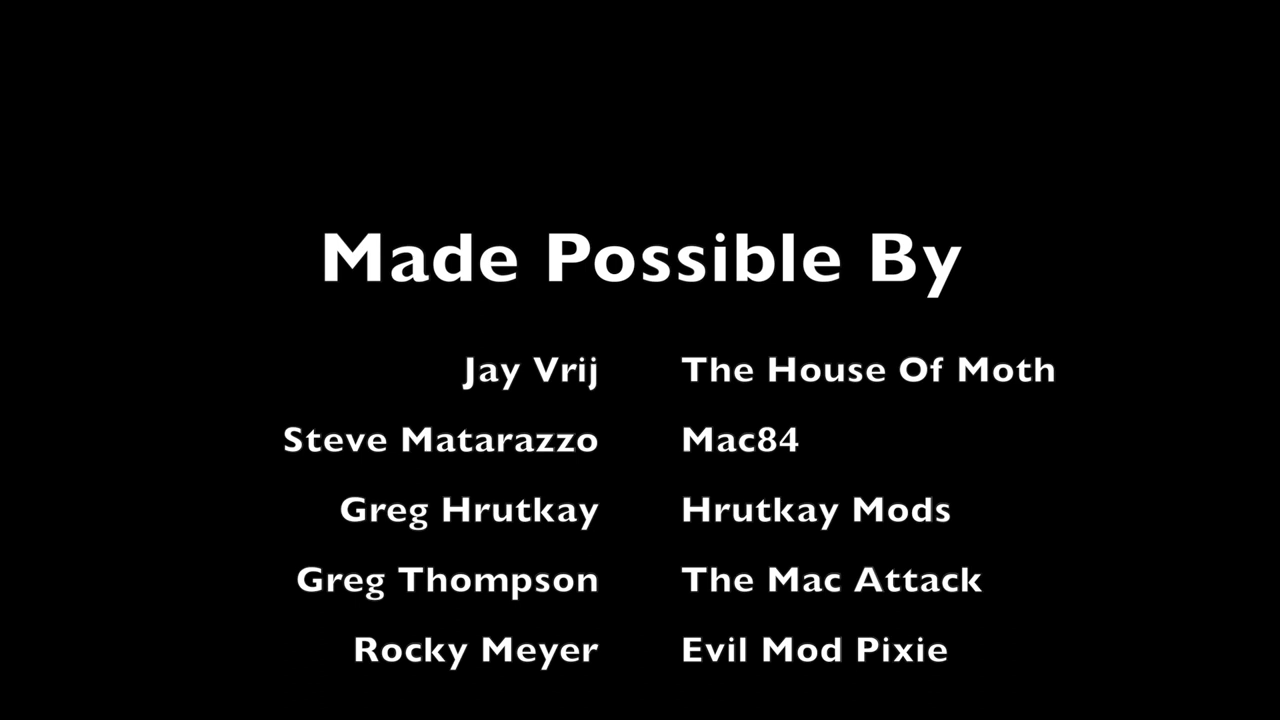 Made Possible By
Jay Vrij The House Of Moth
Steve Matarazzo Mac84
Greg Hrutkay Hrutkay Mods
Greg Thompson The Mac Attack
Rocky Meyer Evil Mod Pixie